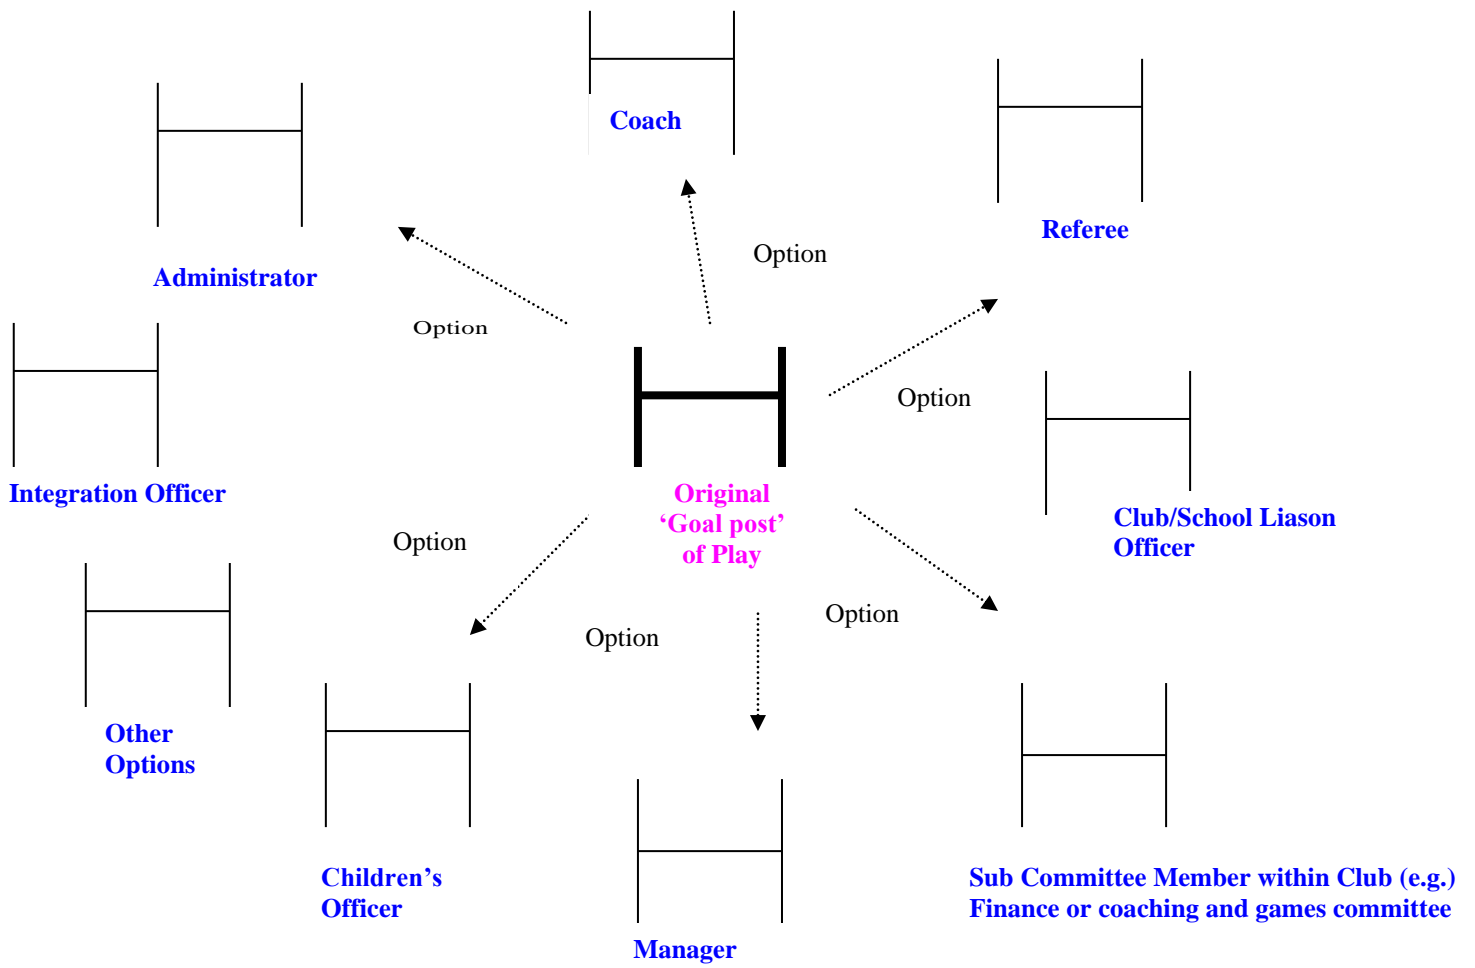 Coach
Referee
Option
Administrator
Option
Option
Integration Officer
Original
‘Goal post’
of Play
Club/School Liason
Officer
Option
Option
Option
Other
Options
Children's
Officer
Sub Committee Member within Club (e.g.)
Finance or coaching and games committee
Manager